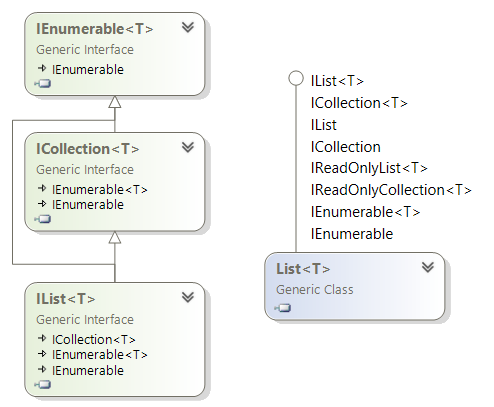 IEnumerable<T>
Generic Interface
IEnumerable
ICollection<T>
Generic Interface
IEnumerable<T>
IEnumerable
IList<T>
Generic Interface
ICollection<T>
IEnumerable<T>
IEnumerable
IList<T>
ICollection<T>
IList
ICollection
IReadOnlyList<T>
IReadOnlyCollection<T>
IEnumerable<T>
IEnumerable
List<T>
Generic Class